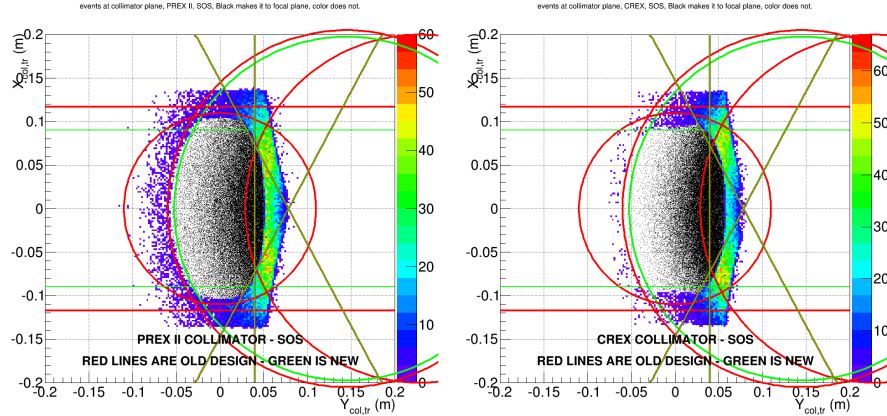 events at collimator plane, PREX II, SOS, Black makes it to focal plane, color does not.
X_col,tr (m)
0.2
0.15
0.1
0.05
0
-0.05
-0.1
-0.15
-0.2
-0.2 -0.15 -0.1 -0.05 0 0.05 0.1 0.15 0.2
Y_col,tr (m)
60
50
40
30
20
10
0
PREX II COLLIMATOR - SOS
RED LINES ARE OLD DESIGN - GREEN IS NEW
events at collimator plane, CREX, SOS, Black makes it to focal plane, color does not.
X_col,tr (m)
0.2
0.15
0.1
0.05
0
-0.05
-0.1
-0.15
-0.2
-0.2 -0.15 -0.1 -0.05 0 0.05 0.1 0.15 0.2
Y_col,tr (m)
60
50
40
30
20
10
0
CREX COLLIMATOR - SOS
RED LINES ARE OLD DESIGN - GREEN IS NEW